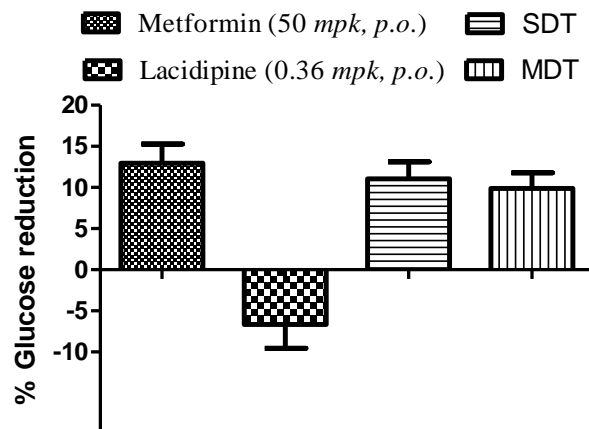 Metformin (50 mpk, p.o.) SDT
Lacidipine (0.36 mpk, p.o.) MDT
% Glucose reduction
20
15
10
5
0
-5
-10